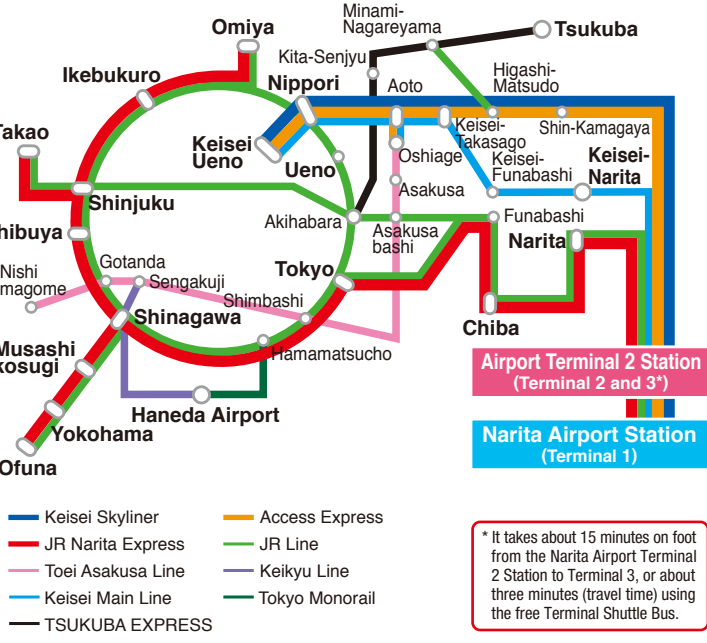 Omiya
Minami-
Nagareyama
Tsukuba
Kita-Senjyu
Ikebukuro
Nippori
Aoto
Higashi-
Matsudo
Keisei
Ueno
Ueno
Oshiage
Keisei-
Takasago
Shin-Kamagaya
Takao
Keisei-
Funabashi
Keisei-
Narita
Asakusa
Shinjuku
Akihabara
Asakusa
bashi
Funabashi
hibuya
Narita
Gotanda
Sengakuji
Tokyo
Nishi
magome
Shimbashi
Shinagawa
Chiba
Hamamatsucho
Musashi
kosugi
Haneda Airport
Yokohama
Ofuna
Airport Terminal 2 Station
(Terminal 2 and 3*)
Narita Airport Station
(Terminal 1)
Keisei Skyliner
Access Express
JR Narita Express
JR Line
Toei Asakusa Line
Keikyu Line
Keisei Main Line
Tokyo Monorail
TSUKUBA EXPRESS
* It takes about 15 minutes on foot
from the Narita Airport Terminal
2 Station to Terminal 3, or about
three minutes (travel time) using
the free Terminal Shuttle Bus.